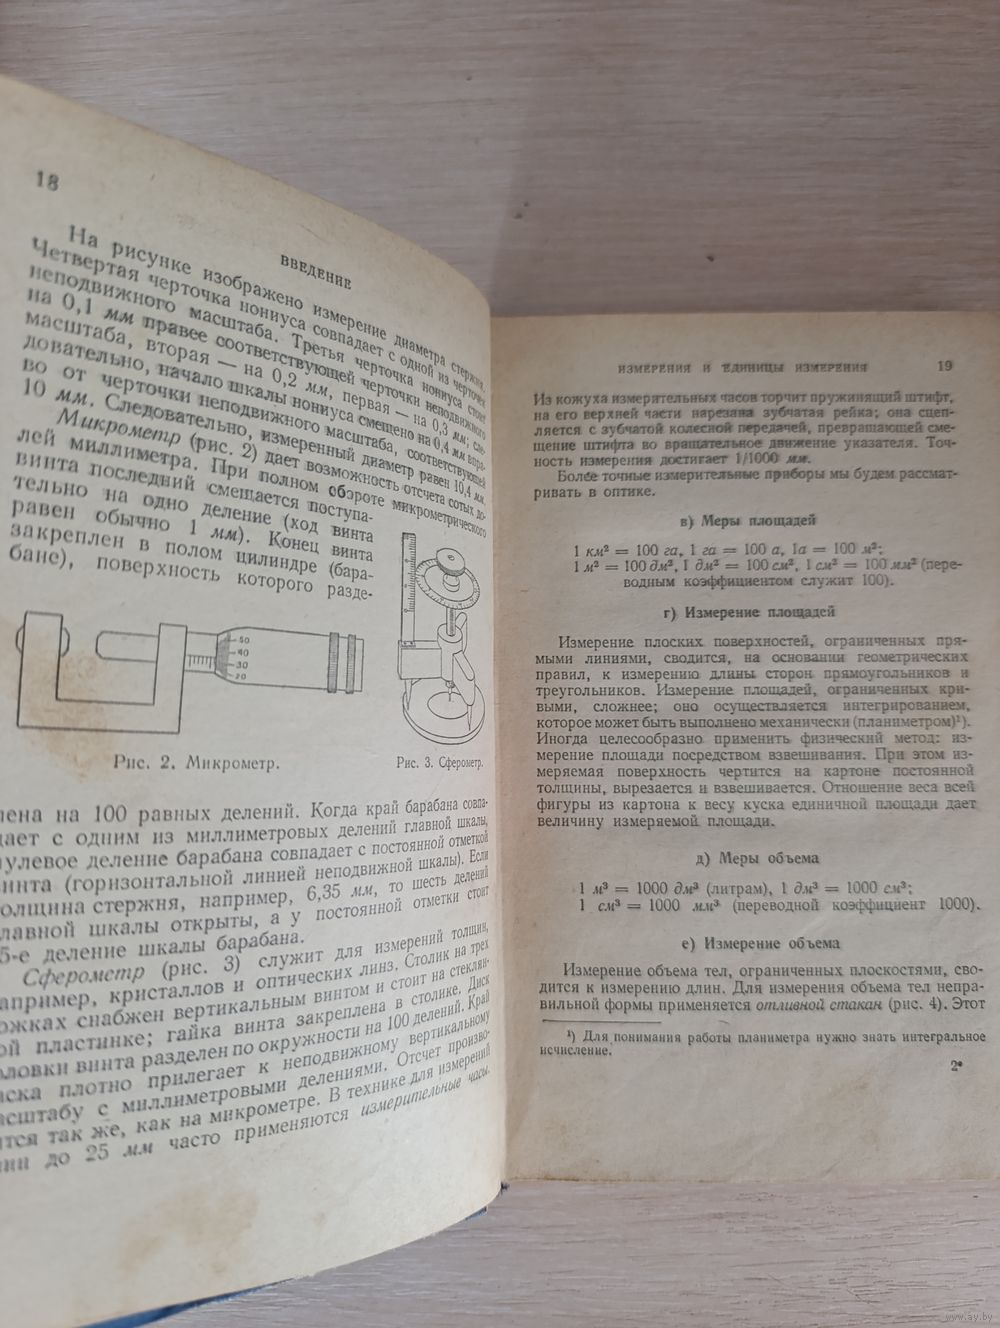 18
ВВЕДЕНИЕ
На рисунке изображено измерение диаметра стержня.
Четвертая черточка нониуса совпадает с одной из черточек
неподвижного масштаба. Третья черточка нониуса стоит
на 0,1 мм правее соответствующей черточки неподвижного
масштаба, вторая — на 0,2 мм, первая — на 0,3 мм; сле-
довательно, начало шкалы нониуса смещено на 0,4 мм впра-
во от черточки неподвижного масштаба, соответствующей
10 мм. Следовательно, измеренный диаметр равен 10,4 мм.
Микрометр (рис. 2) дает возможность отсчета сотых до-
лей миллиметра. При полном обороте микрометрического
винта последний смещается поступа-
тельно на одно деление (ход винта
равен обычно 1 мм). Конец винта
закреплен в полом цилиндре (бара-
бане), поверхность которого разде-
50
40
30
20
Рис. 2. Микрометр.
Рис. 3. Сферометр.
лена на 100 равных делений. Когда край барабана совпа-
дает с одним из миллиметровых делений главной шкалы,
нулевое деление барабана совпадает с постоянной отметкой
винта (горизонтальной линией неподвижной шкалы). Если
толщина стержня, например, 6,35 мм, то шесть делений
главной шкалы открыты, а у постоянной отметки стоит
35-е деление шкалы барабана.
Сферометр (рис. 3) служит для измерений толщин,
например, кристаллов и оптических линз. Столик на трех
ножках снабжен вертикальным винтом и стоит на стеклян-
ной пластинке; гайка винта закреплена в столике. Диск
головки винта разделен по окружности на 100 делений. Край
диска плотно прилегает к неподвижному вертикальному
масштабу с миллиметровыми делениями. Отсчет произво-
дится так же, как на микрометре. В технике для измерений
длин до 25 мм часто применяются измерительные часы.
ИЗМЕРЕНИЯ И ЕДИНИЦЫ ИЗМЕРЕНИЯ 19
Из кожуха измерительных часов торчит пружинящий штифт,
на его верхней части нарезана зубчатая рейка; она сцеп-
ляется с зубчатой колесной передачей, превращающей сме-
щение штифта во вращательное движение указателя. Точ-
ность измерения достигает 1/1000 мм.
Более точные измерительные приборы мы будем рассмат-
ривать в оптике.
в) Меры площадей
1 км² = 100 га, 1 га = 100 а, 1а = 100 м²;
1 м² = 100 дм², 1 дм² = 100 см², 1 см² = 100 мм² (пере-
водным коэффициентом служит 100).
г) Измерение площадей
Измерение плоских поверхностей, ограниченных пря-
мыми линиями, сводится, на основании геометрических
правил, к измерению длины сторон прямоугольников и
треугольников. Измерение площадей, ограниченных кри-
выми, сложнее; оно осуществляется интегрированием,
которое может быть выполнено механически (планиметром)¹).
Иногда целесообразно применить физический метод: из-
мерение площади посредством взвешивания. При этом из-
меряемая поверхность чертится на картоне постоянной
толщины, вырезается и взвешивается. Отношение веса всей
фигуры из картона к весу куска единичной площади дает
величину измеряемой площади.
д) Меры объема
1 м³ = 1000 дм³ (литрам), 1 дм³ = 1000 см³;
1 см³ = 1000 мм³ (переводной коэффициент 1000).
е) Измерение объема
Измерение объема тел, ограниченных плоскостями, сво-
дится к измерению длин. Для измерения объема тел непра-
вильной формы применяется отливной стакан (рис. 4). Этот
¹) Для понимания работы планиметра нужно знать интегральное
исчисление.
2*
www.ay.by